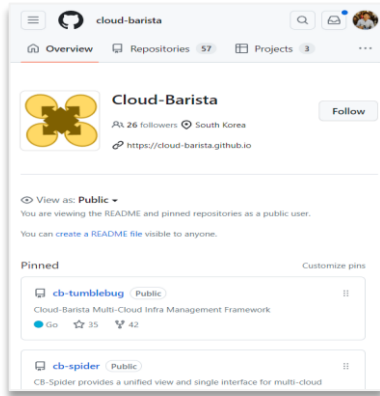 cloud-barista
Overview
Repositories 57
Projects 3
Cloud-Barista
26 followers South Korea
https://cloud-barista.github.io
Follow
View as: Public
You are viewing the README and pinned repositories as a public user.
You can create a README file visible to anyone.
Pinned
Customize pins
cb-tumblebug Public
Cloud-Barista Multi-Cloud Infra Management Framework
Go 35 42
cb-spider Public
CB-Spider provides a unified view and single interface for multi-cloud